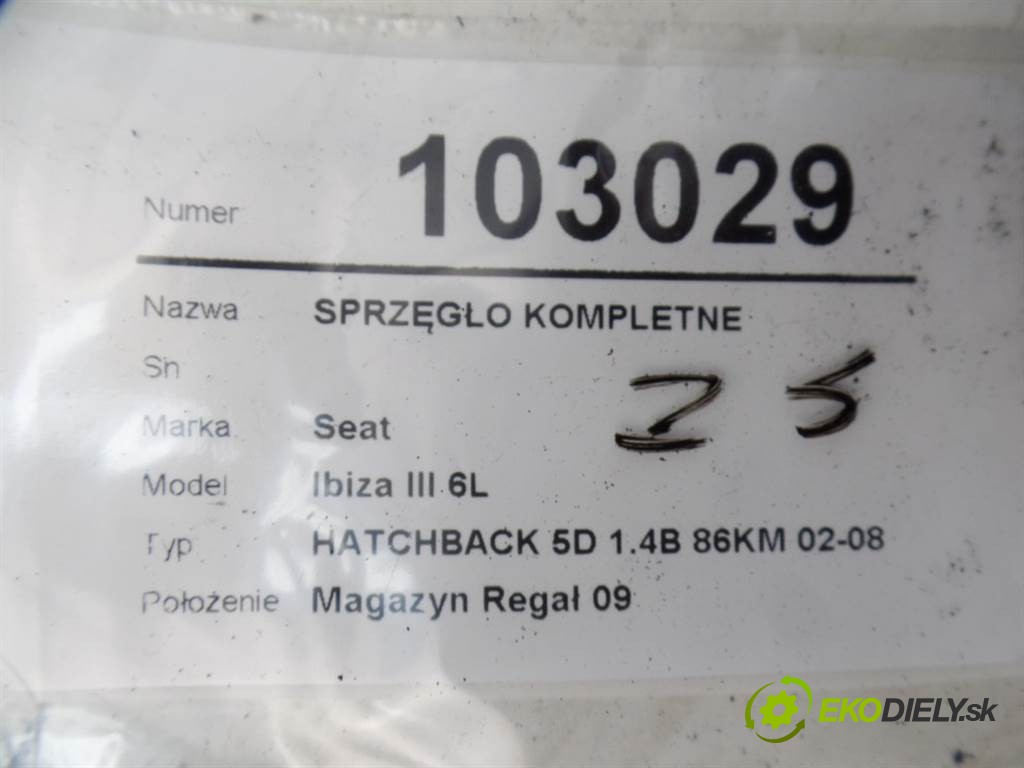 Numer 103029
Nazwa SPRZĘGŁO KOMPLETNE
Sn
Marka Seat
Model Ibiza III 6L
Typ HATCHBACK 5D 1.4B 86KM 02-08
Położenie Magazyn Regał 09
EKODIELY.sk